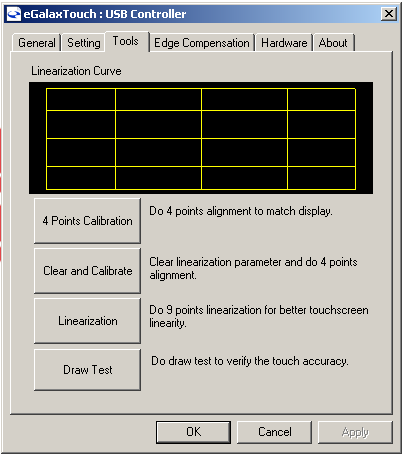 eGalaxTouch : USB Controller
General Setting Tools Edge Compensation Hardware About
Linearization Curve
4 Points Calibration
Do 4 points alignment to match display.
Clear and Calibrate
Clear linearization parameter and do 4 points
alignment.
Linearization
Do 9 points linearization for better touchscreen
linearity.
Draw Test
Do draw test to verify the touch accuracy.
OK Cancel Apply